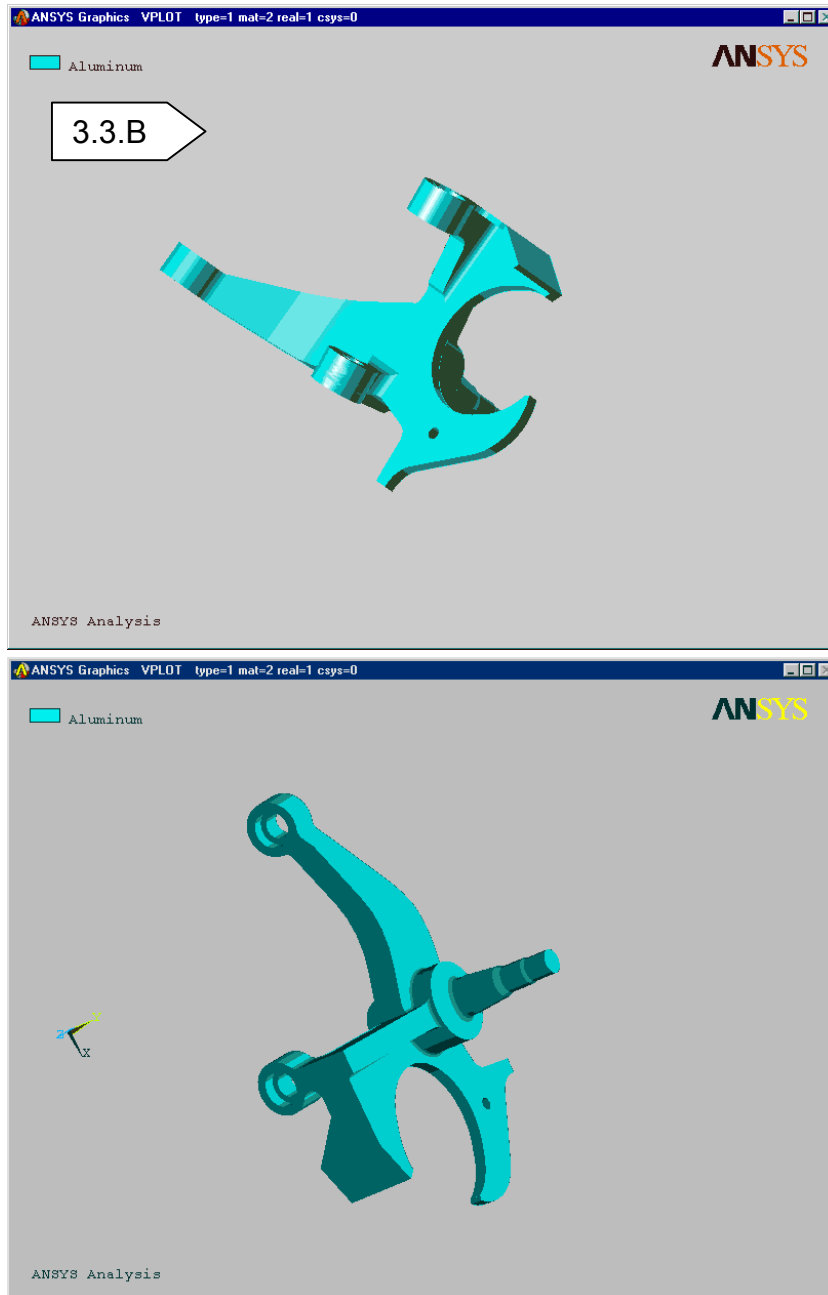 ANSYS Graphics VPLOT type=1 mat=2 real=1 csys=0
Aluminum
ANSYS
3.3.B
ANSYS Analysis
ANSYS Graphics VPLOT type=1 mat=2 real=1 csys=0
Aluminum
ANSYS
Z
X
ANSYS Analysis